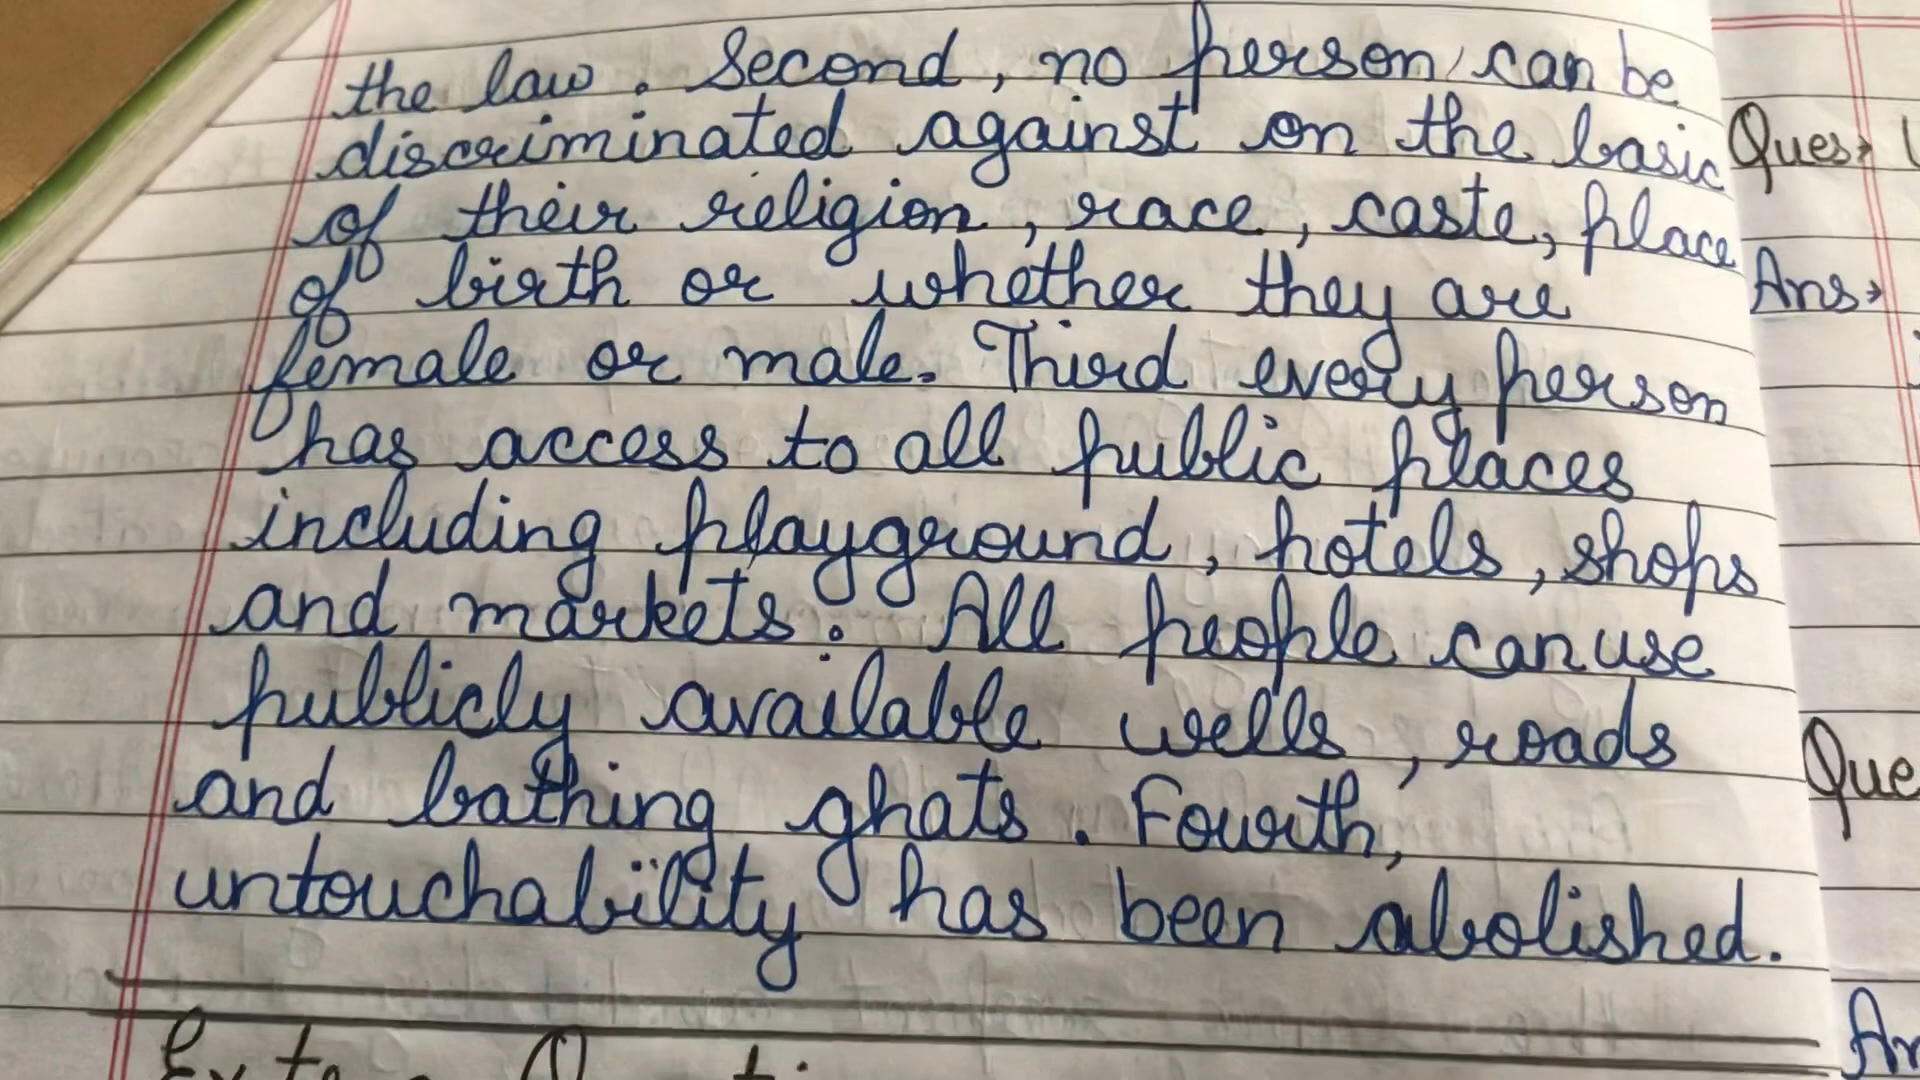 the law. Second, no person can be
discriminated against on the basic
of their religion, race, caste, place
of birth or whether they are
female or male. Third every person
has access to all public places
including playground, hotels, shops
and markets. All people can use
publicly available wells, roads
and bathing ghats. Fourth,
untouchability has been abolished.
Ques
Ans
Que
An